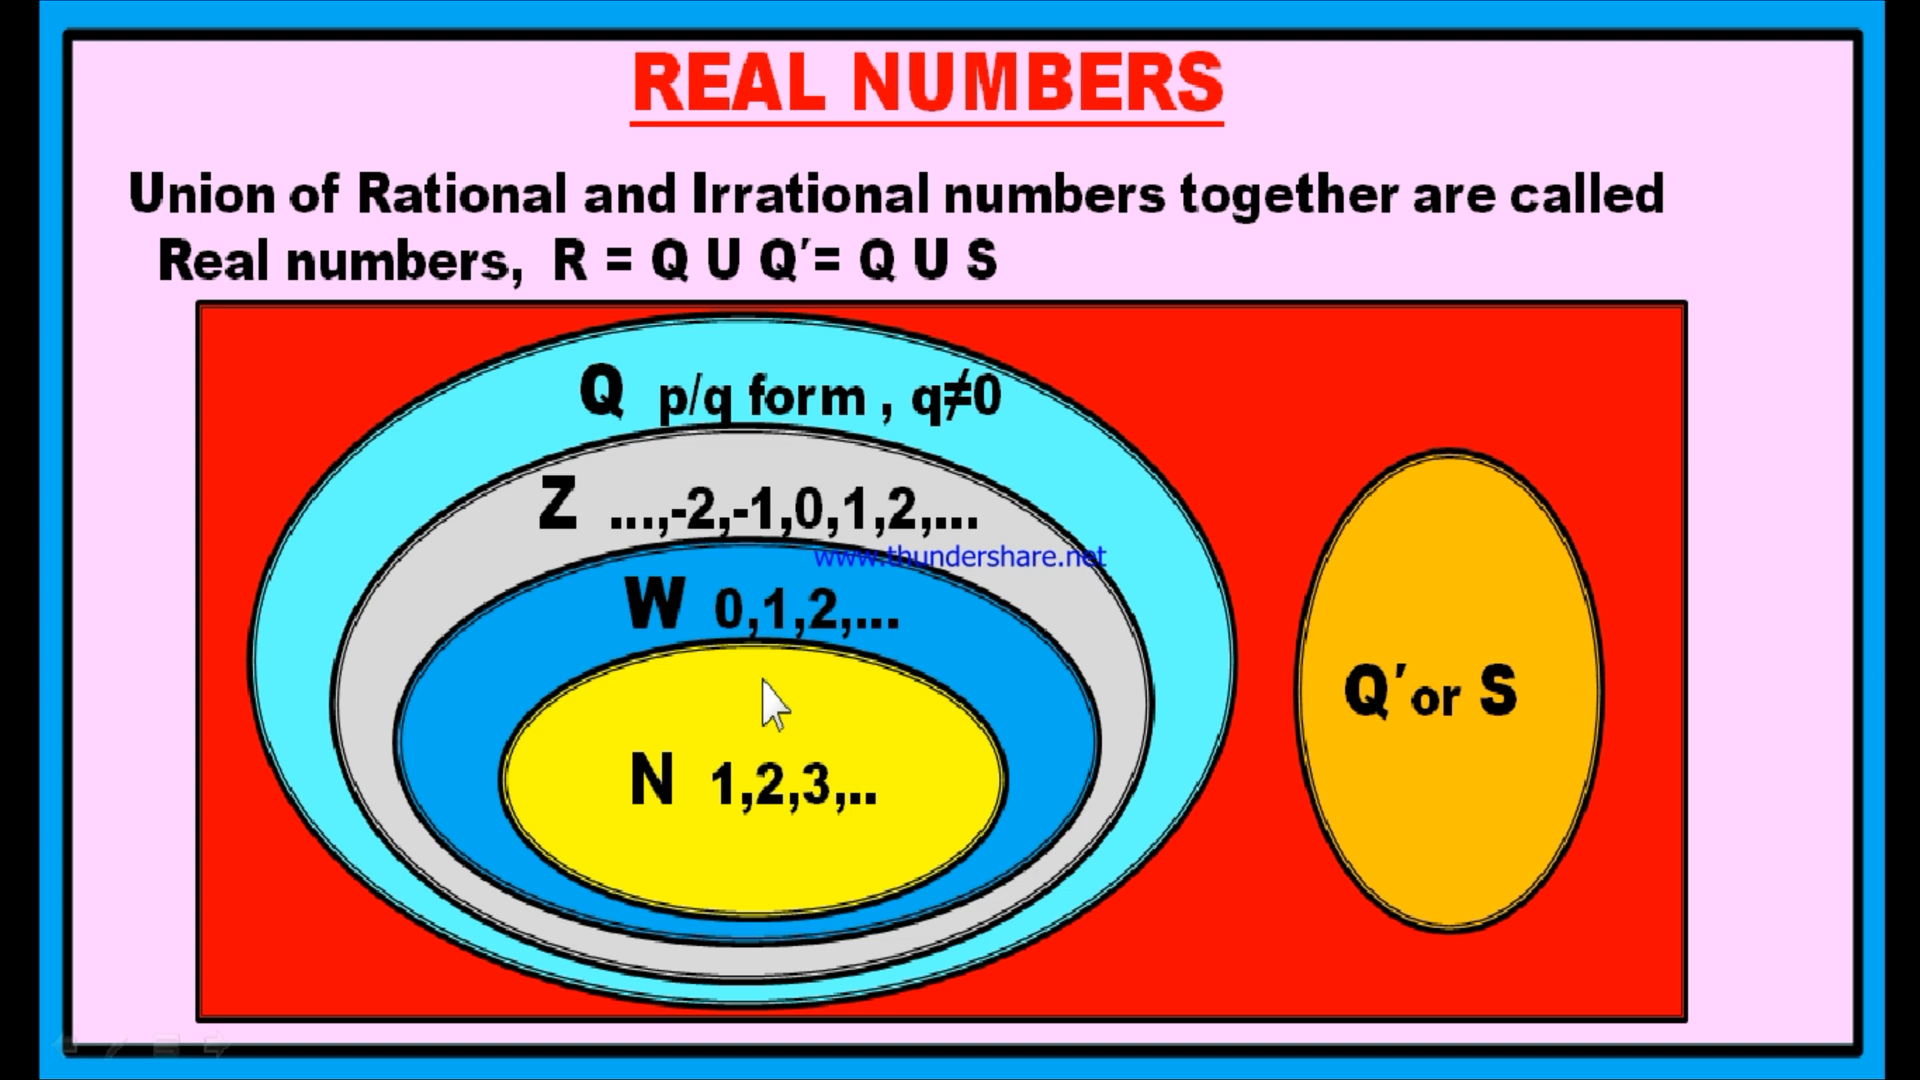 REAL NUMBERS
Union of Rational and Irrational numbers together are called
Real numbers, R = Q U Q′= Q U S
Q p/q form , q≠0
Z ...,-2,-1,0,1,2,...
www.thundershare.net
W 0,1,2,...
Q′or S
N 1,2,3,..